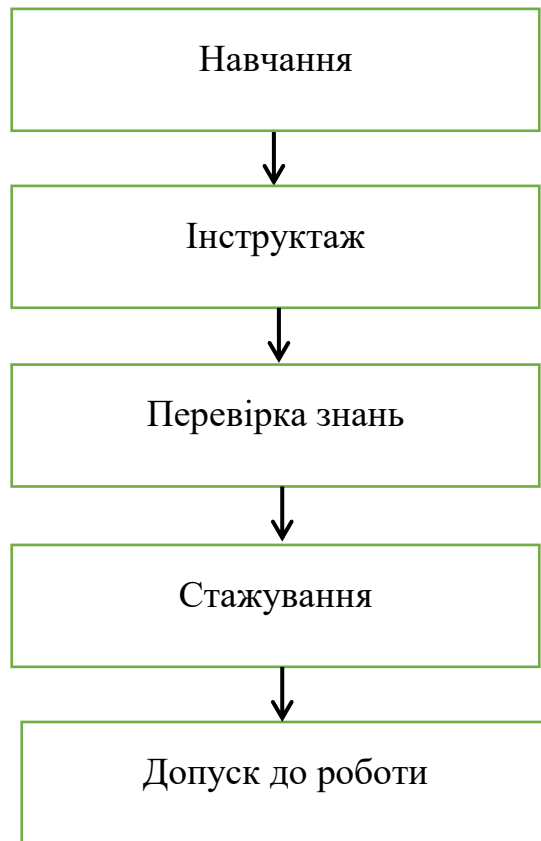 Навчання
Інструктаж
Перевірка знань
Стажування
Допуск до роботи